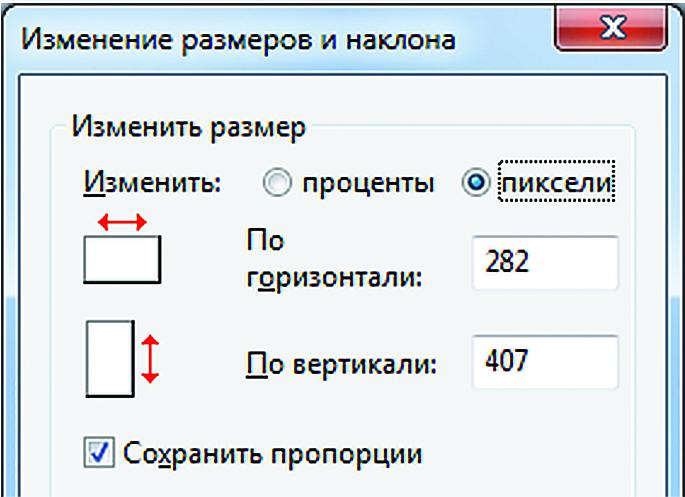 Изменение размеров и наклона
Изменить размер
Изменить: проценты пиксели
По
горизонтали: 282
По вертикали: 407
Сохранить пропорции